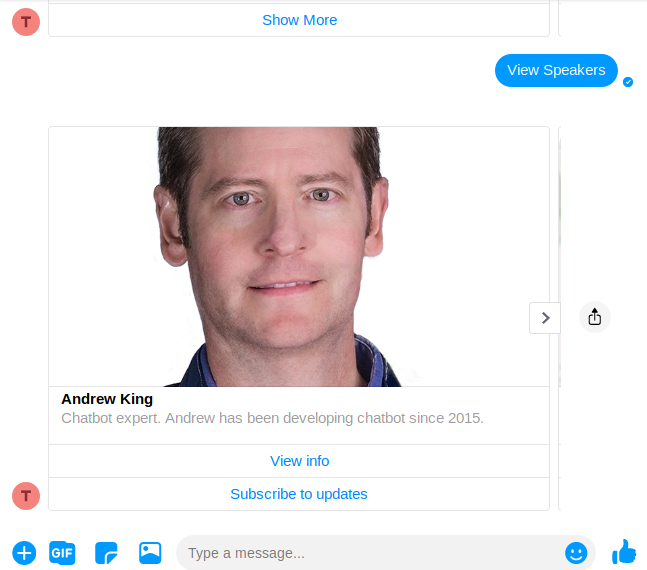 Show More
T
View Speakers
Andrew King
Chatbot expert. Andrew has been developing chatbot since 2015.
View info
Subscribe to updates
T
GIF
Type a message...